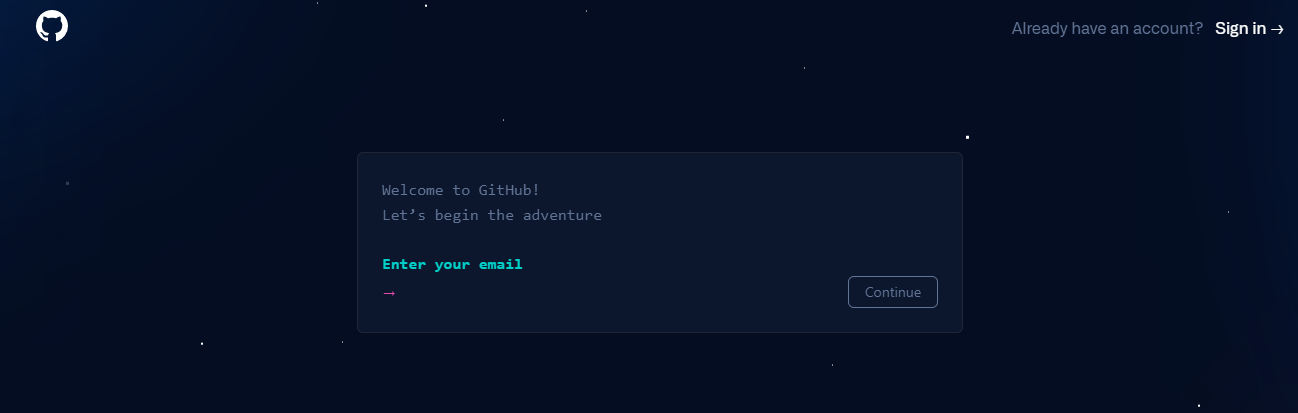 Already have an account? Sign in →
Welcome to GitHub!
Let’s begin the adventure
Enter your email
→
Continue